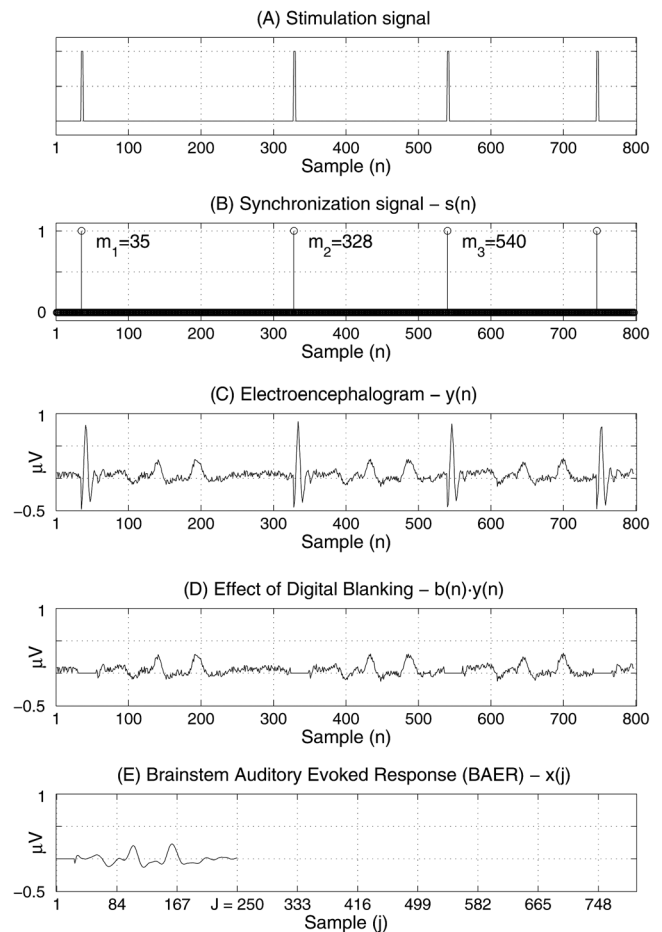 (A) Stimulation signal
1 100 200 300 400 500 600 700 800
Sample (n)
(B) Synchronization signal – s(n)
1
0
m1=35 m2=328 m3=540
1 100 200 300 400 500 600 700 800
Sample (n)
(C) Electroencephalogram – y(n)
1
μV
−0.5
1 100 200 300 400 500 600 700 800
Sample (n)
(D) Effect of Digital Blanking – b(n)·y(n)
1
μV
−0.5
1 100 200 300 400 500 600 700 800
Sample (n)
(E) Brainstem Auditory Evoked Response (BAER) – x(j)
1
μV
−0.5
1 84 167 J = 250 333 416 499 582 665 748
Sample (j)